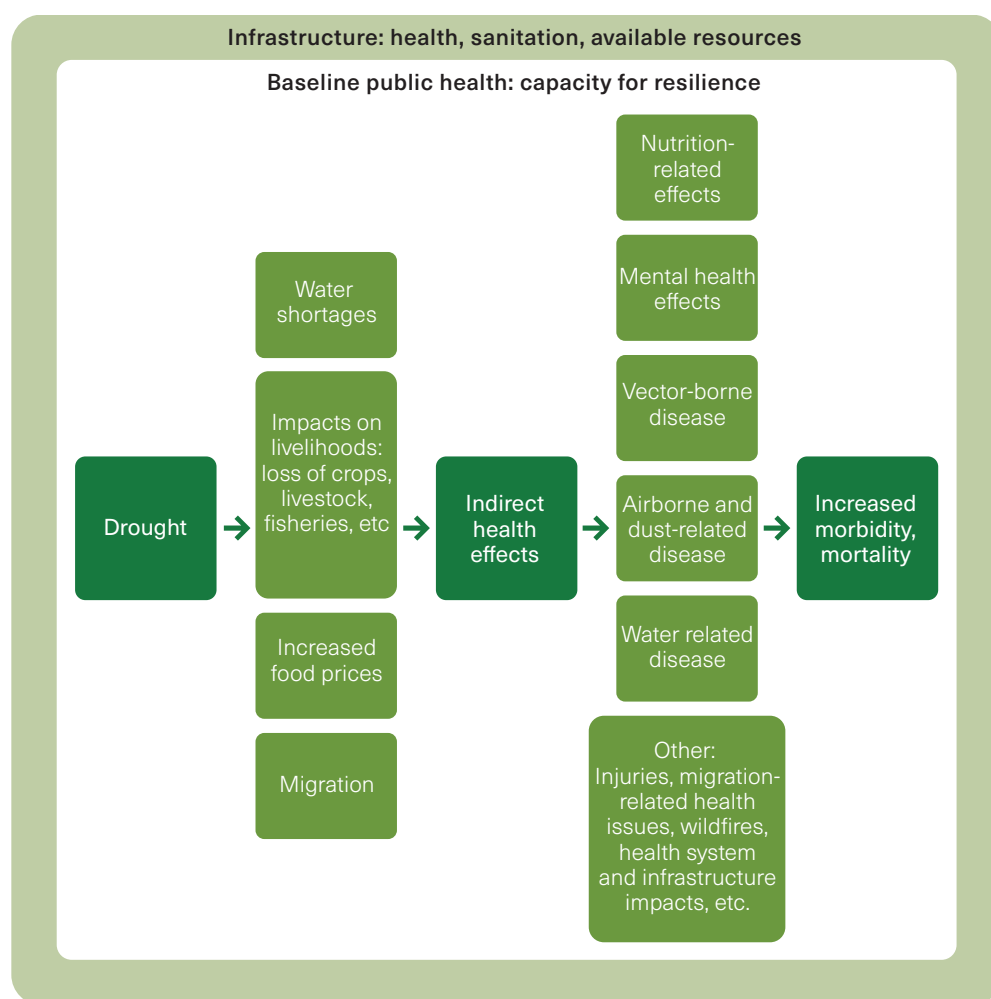 Infrastructure: health, sanitation, available resources
Baseline public health: capacity for resilience
Drought
Water
shortages
Impacts on
livelihoods:
loss of crops,
livestock,
fisheries, etc
Increased
food prices
Migration
Indirect
health
effects
Nutrition-
related
effects
Mental health
effects
Vector-borne
disease
Airborne and
dust-related
disease
Water related
disease
Other:
Injuries, migration-
related health
issues, wildfires,
health system
and infrastructure
impacts, etc.
Increased
morbidity,
mortality